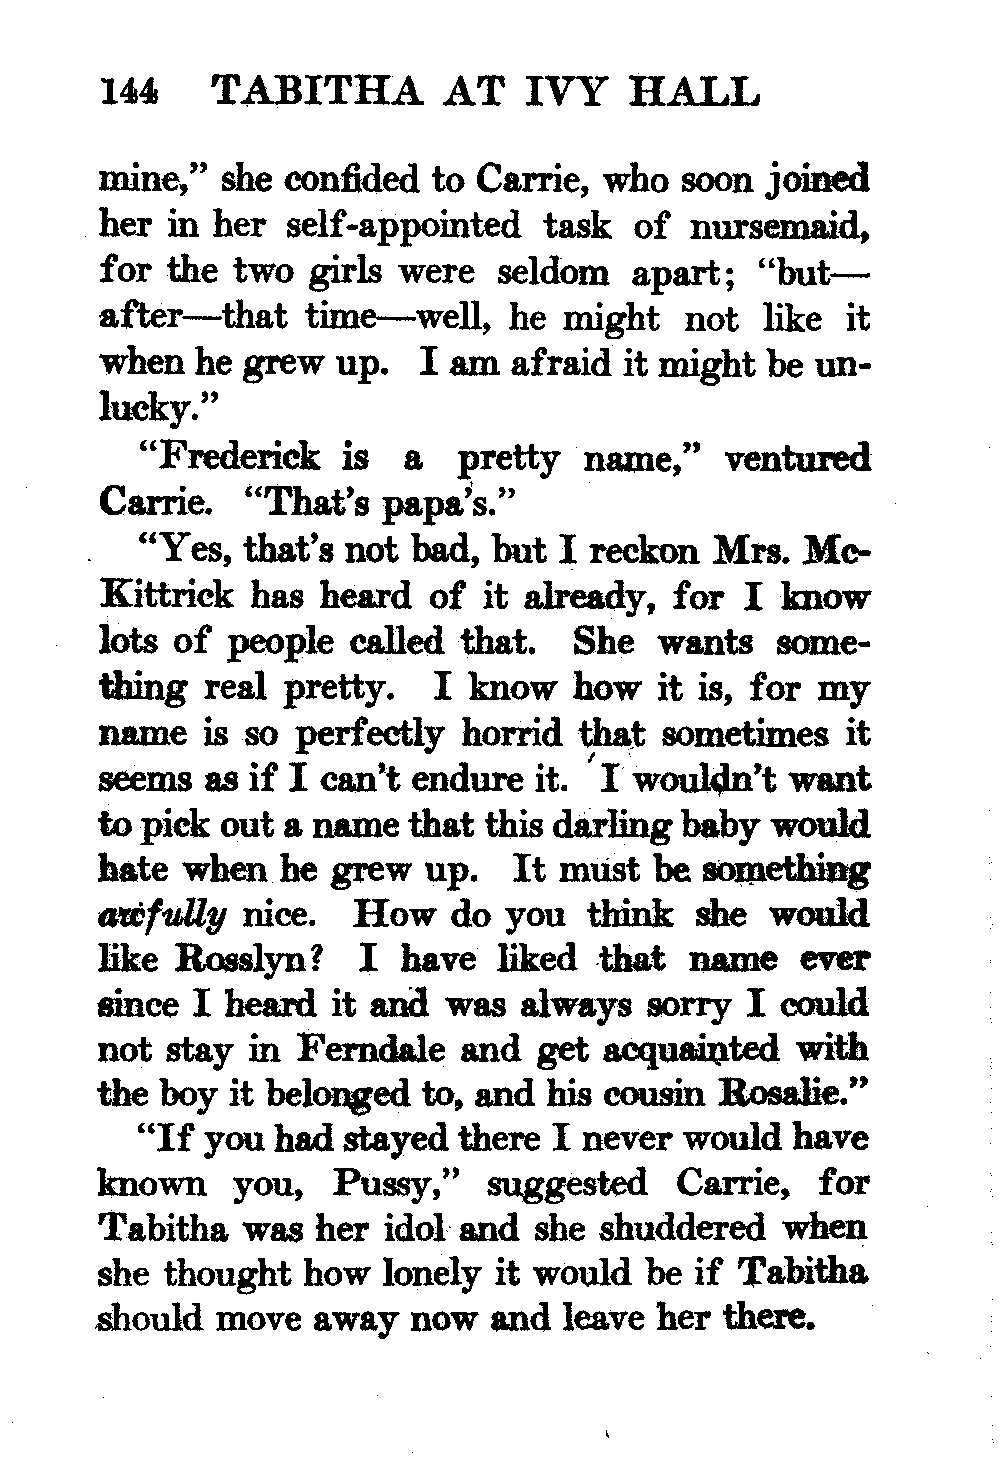 144 TABITHA AT IVY HALL
mine,” she confided to Carrie, who soon joined
her in her self-appointed task of nursemaid,
for the two girls were seldom apart; “but—
after—that time—well, he might not like it
when he grew up. I am afraid it might be un-
lucky.”
“Frederick is a pretty name,” ventured
Carrie. “That’s papa’s.”
“Yes, that’s not bad, but I reckon Mrs. Mc-
Kittrick has heard of it already, for I know
lots of people called that. She wants some-
thing real pretty. I know how it is, for my
name is so perfectly horrid that sometimes it
seems as if I can’t endure it. I wouldn’t want
to pick out a name that this darling baby would
hate when he grew up. It must be something
awfully nice. How do you think she would
like Rosslyn? I have liked that name ever
since I heard it and was always sorry I could
not stay in Ferndale and get acquainted with
the boy it belonged to, and his cousin Rosalie.”
“If you had stayed there I never would have
known you, Pussy,” suggested Carrie, for
Tabitha was her idol and she shuddered when
she thought how lonely it would be if Tabitha
should move away now and leave her there.